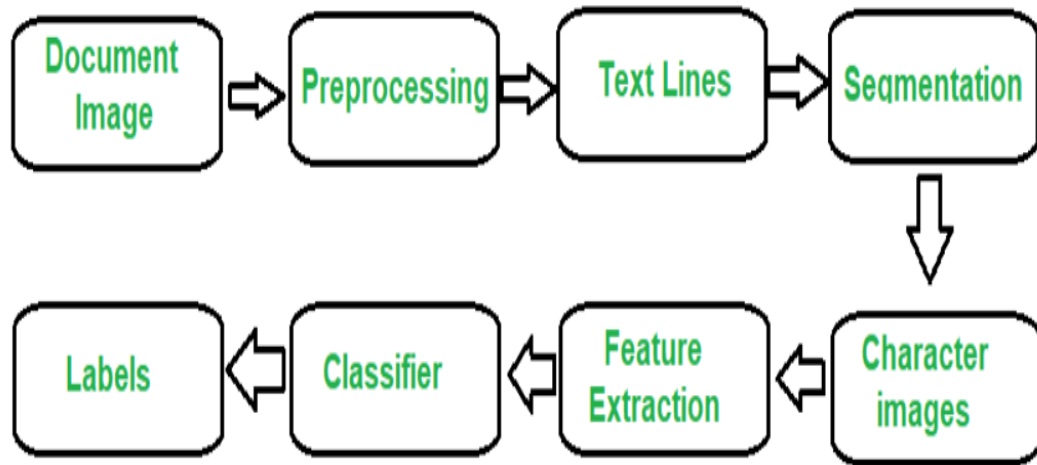 Document
Image
Preprocessing
Text Lines
Segmentation
Character
images
Feature
Extraction
Classifier
Labels